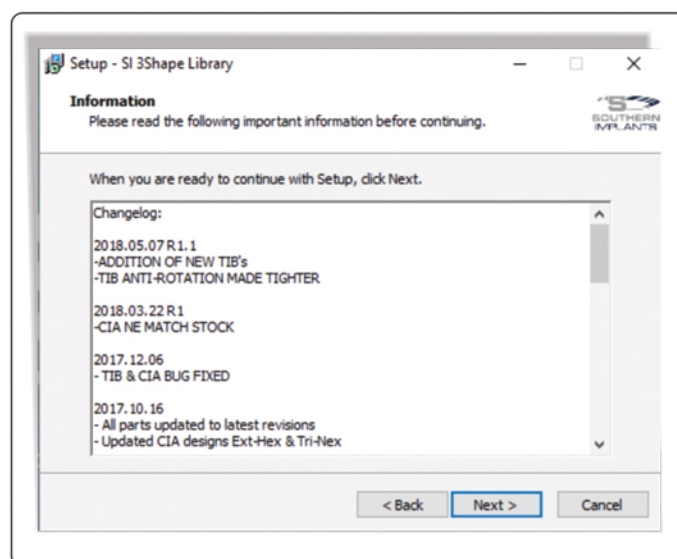 Setup - SI 3Shape Library
Information
Please read the following important information before continuing.
SOUTHERN
IMPLANTS
When you are ready to continue with Setup, click Next.
Changelog:
2018.05.07 R1.1
-ADDITION OF NEW TIB's
-TIB ANTI-ROTATION MADE TIGHTER
2018.03.22 R1
-CIA NE MATCH STOCK
2017.12.06
- TIB & CIA BUG FIXED
2017.10.16
- All parts updated to latest revisions
- Updated CIA designs Ext-Hex & Tri-Nex
< Back Next > Cancel